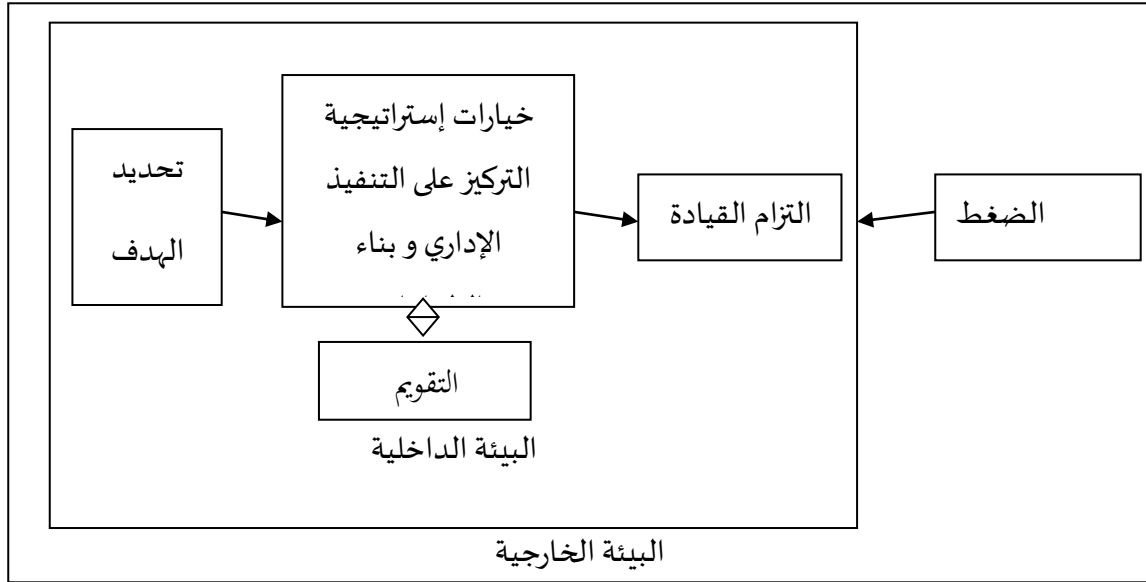 الضغط
التزام القيادة
خيارات إستراتيجية
التركيز على التنفيذ
الإداري و بناء
تحديد
الهدف
التقويم
البيئة الداخلية
البيئة الخارجية